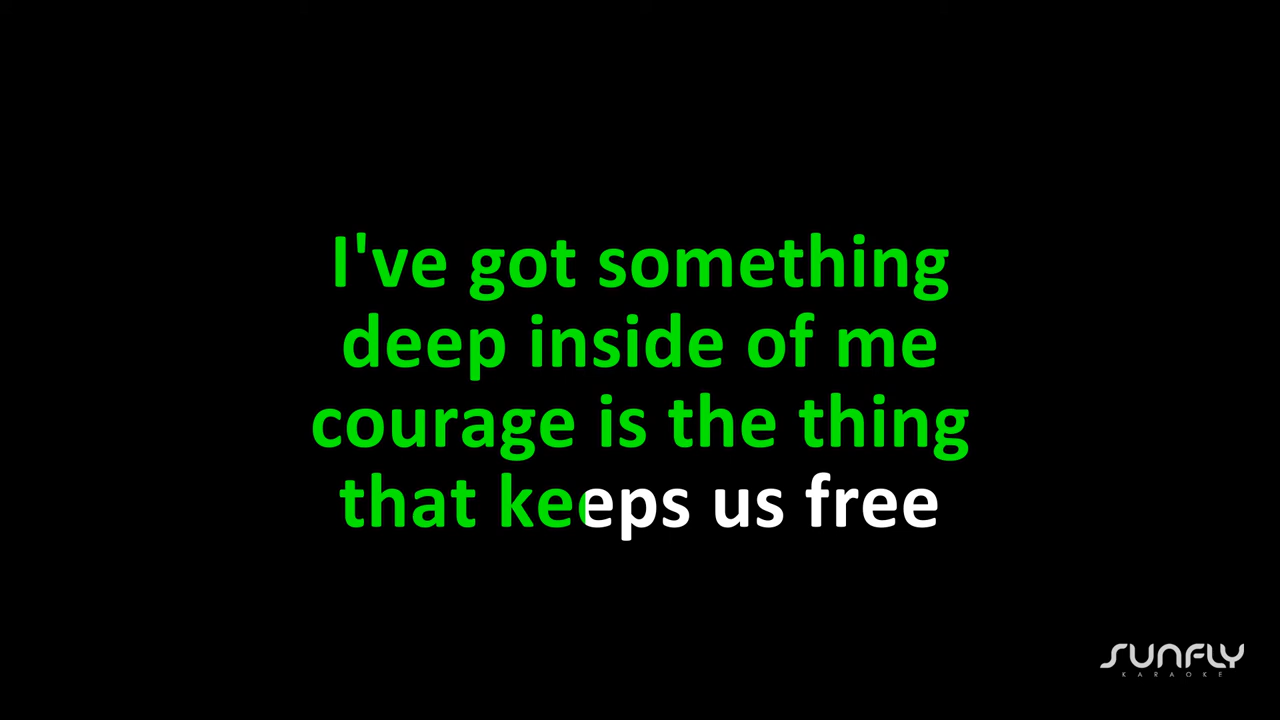 I've got something
deep inside of me
courage is the thing
that keeps us free
SUNFLY
KARAOKE